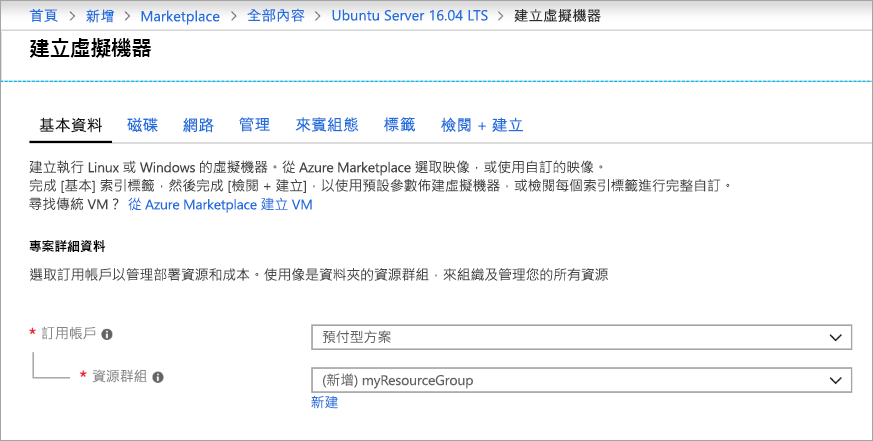 首頁 > 新增 > Marketplace > 全部內容 > Ubuntu Server 16.04 LTS > 建立虛擬機器
建立虛擬機器
基本資料 磁碟 網路 管理 來賓組態 標籤 檢閱 + 建立
建立執行 Linux 或 Windows 的虛擬機器。從 Azure Marketplace 選取映像，或使用自訂的映像。
完成 [基本] 索引標籤，然後完成 [檢閱 + 建立]，以使用預設參數佈建虛擬機器，或檢閱每個索引標籤進行完整自訂。
尋找傳統 VM？ 從 Azure Marketplace 建立 VM
專案詳細資料
選取訂用帳戶以管理部署資源和成本。使用像是資料夾的資源群組，來組織及管理您的所有資源
* 訂用帳戶 預付型方案
* 資源群組 (新增) myResourceGroup
新建